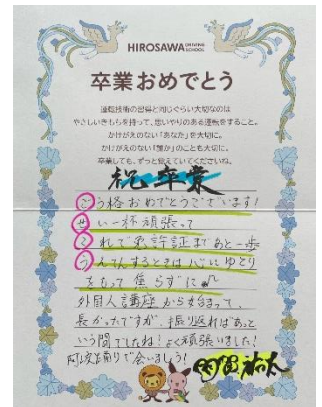 HIROSAWA DRIVING SCHOOL
卒業おめでとう
運転技術の習得と同じぐらい大切なのは
やさしいきもちを持って、思いやりのある運転をすること。
かけがえのない「あなた」を大切に。
かけがえのない「誰か」のことも大切に。
卒業しても、ずっと覚えていてくださいね。
祝卒業
ごう格おめでとうございます!
せい一杯頑張って
これで免許証まであと一歩
うんてんするときは心にゆとり
をもって焦らずに
外国人講座から始まって、
長かったですが、振り返ればあっと
いう間でしたね!よく頑張りました!
阿波踊りで会いましょう!